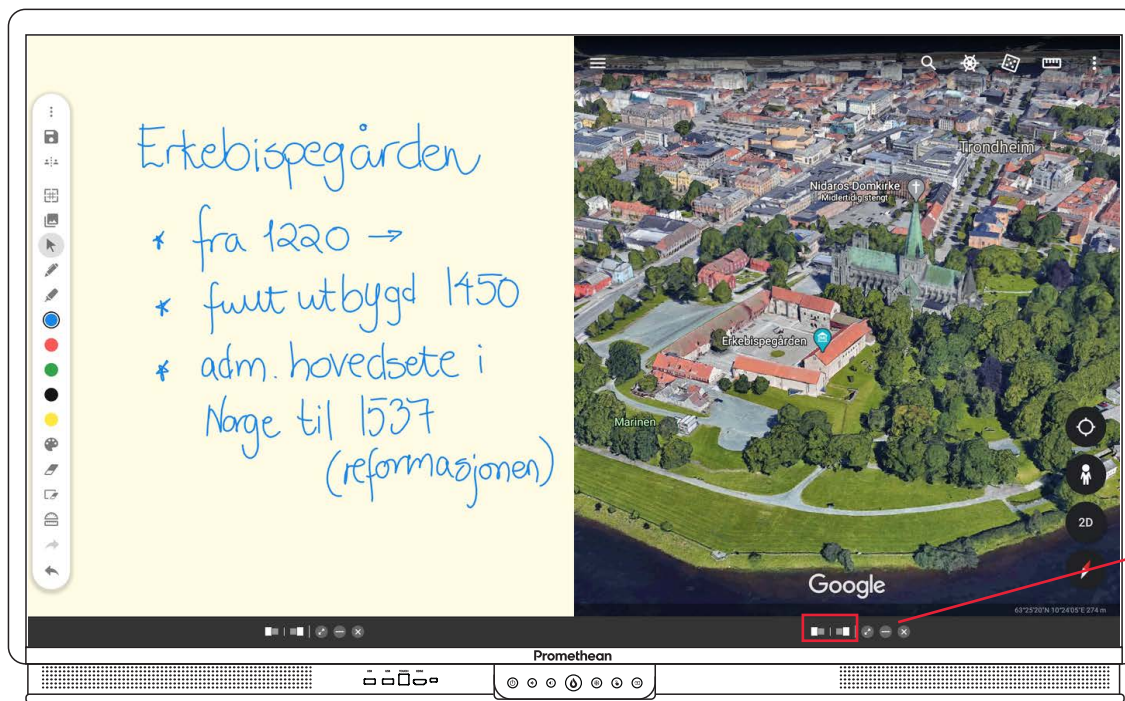 Erkebispegården
* fra 1220 →
* fullt utbygd 1450
* adm. hovedsete i
Norge til 1537
(reformasjonen)
Trondheim
Nidaros Domkirke
Midlertidig stengt
Erkebispegården
Marinen
2D
Google
63°25'20"N 10°24'05"E 274 m
Promethean